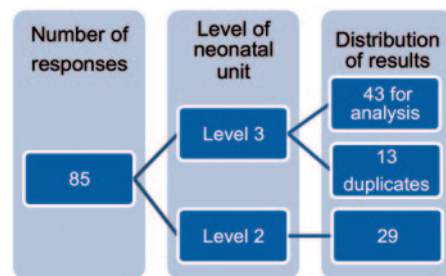 Number of
responses
Level of
neonatal
unit
Distribution
of results
85
Level 3
Level 2
43 for
analysis
13
duplicates
29